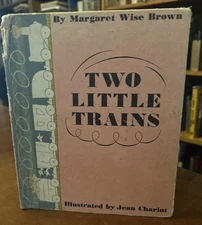 By Margaret Wise Brown
TWO
LITTLE
TRAINS
Illustrated by Jean Charlot